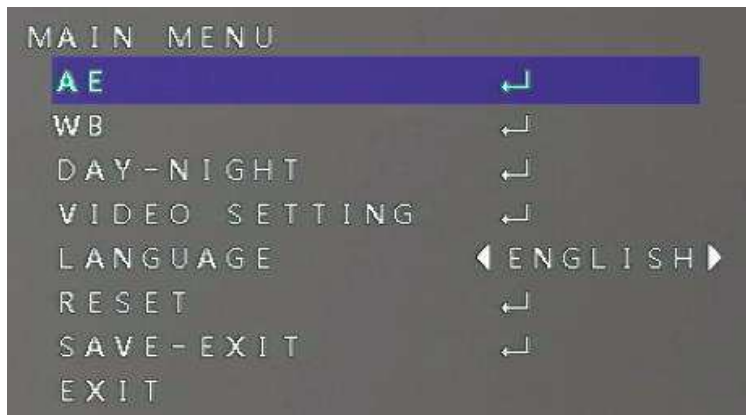 MAIN MENU
AE ↵
WB ↵
DAY-NIGHT ↵
VIDEO SETTING ↵
LANGUAGE ◀ENGLISH▶
RESET ↵
SAVE-EXIT ↵
EXIT